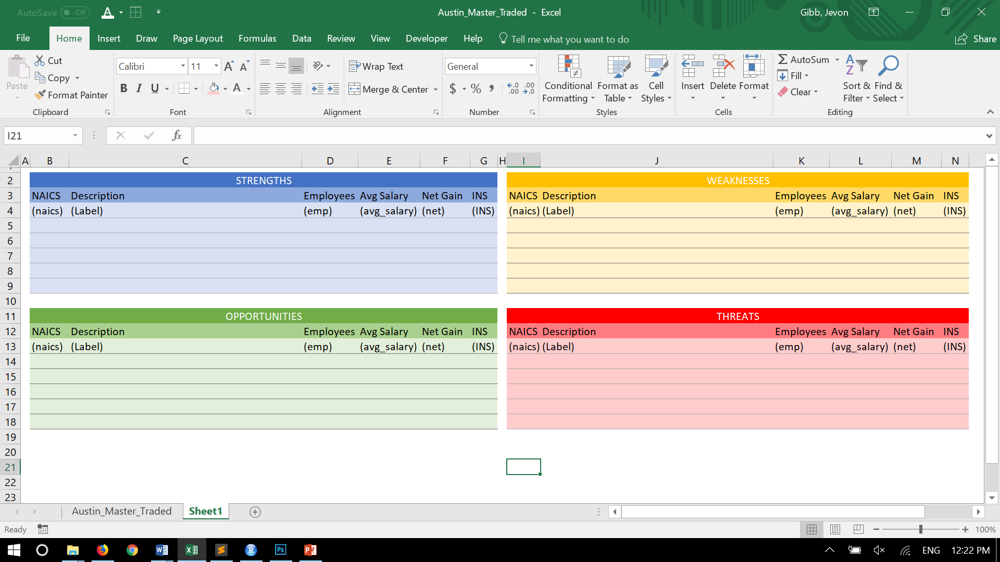 AutoSave Off
Austin_Master_Traded - Excel
Gibb, Jevon
File Home Insert Draw Page Layout Formulas Data Review View Developer Help Tell me what you want to do Share
Paste
Cut
Copy
Format Painter
Clipboard
Calibri 11
B I U
Font
Wrap Text
Merge & Center
Alignment
General
$ % ,
Number
Conditional Formatting
Format as Table
Cell Styles
Styles
Insert Delete Format
Cells
AutoSum
Fill
Clear
Sort & Filter
Find & Select
Editing
I21 fx
A B C D E F G H I J K L M N
2 STRENGTHS WEAKNESSES
3 NAICS Description Employees Avg Salary Net Gain INS NAICS Description Employees Avg Salary Net Gain INS
4 (naics) (Label) (emp) (avg_salary) (net) (INS) (naics) (Label) (emp) (avg_salary) (net) (INS)
5
6
7
8
9
10
11 OPPORTUNITIES THREATS
12 NAICS Description Employees Avg Salary Net Gain INS NAICS Description Employees Avg Salary Net Gain INS
13 (naics) (Label) (emp) (avg_salary) (net) (INS) (naics) (Label) (emp) (avg_salary) (net) (INS)
14
15
16
17
18
19
20
21
22
23
Austin_Master_Traded Sheet1
Ready 100%
ENG 12:22 PM